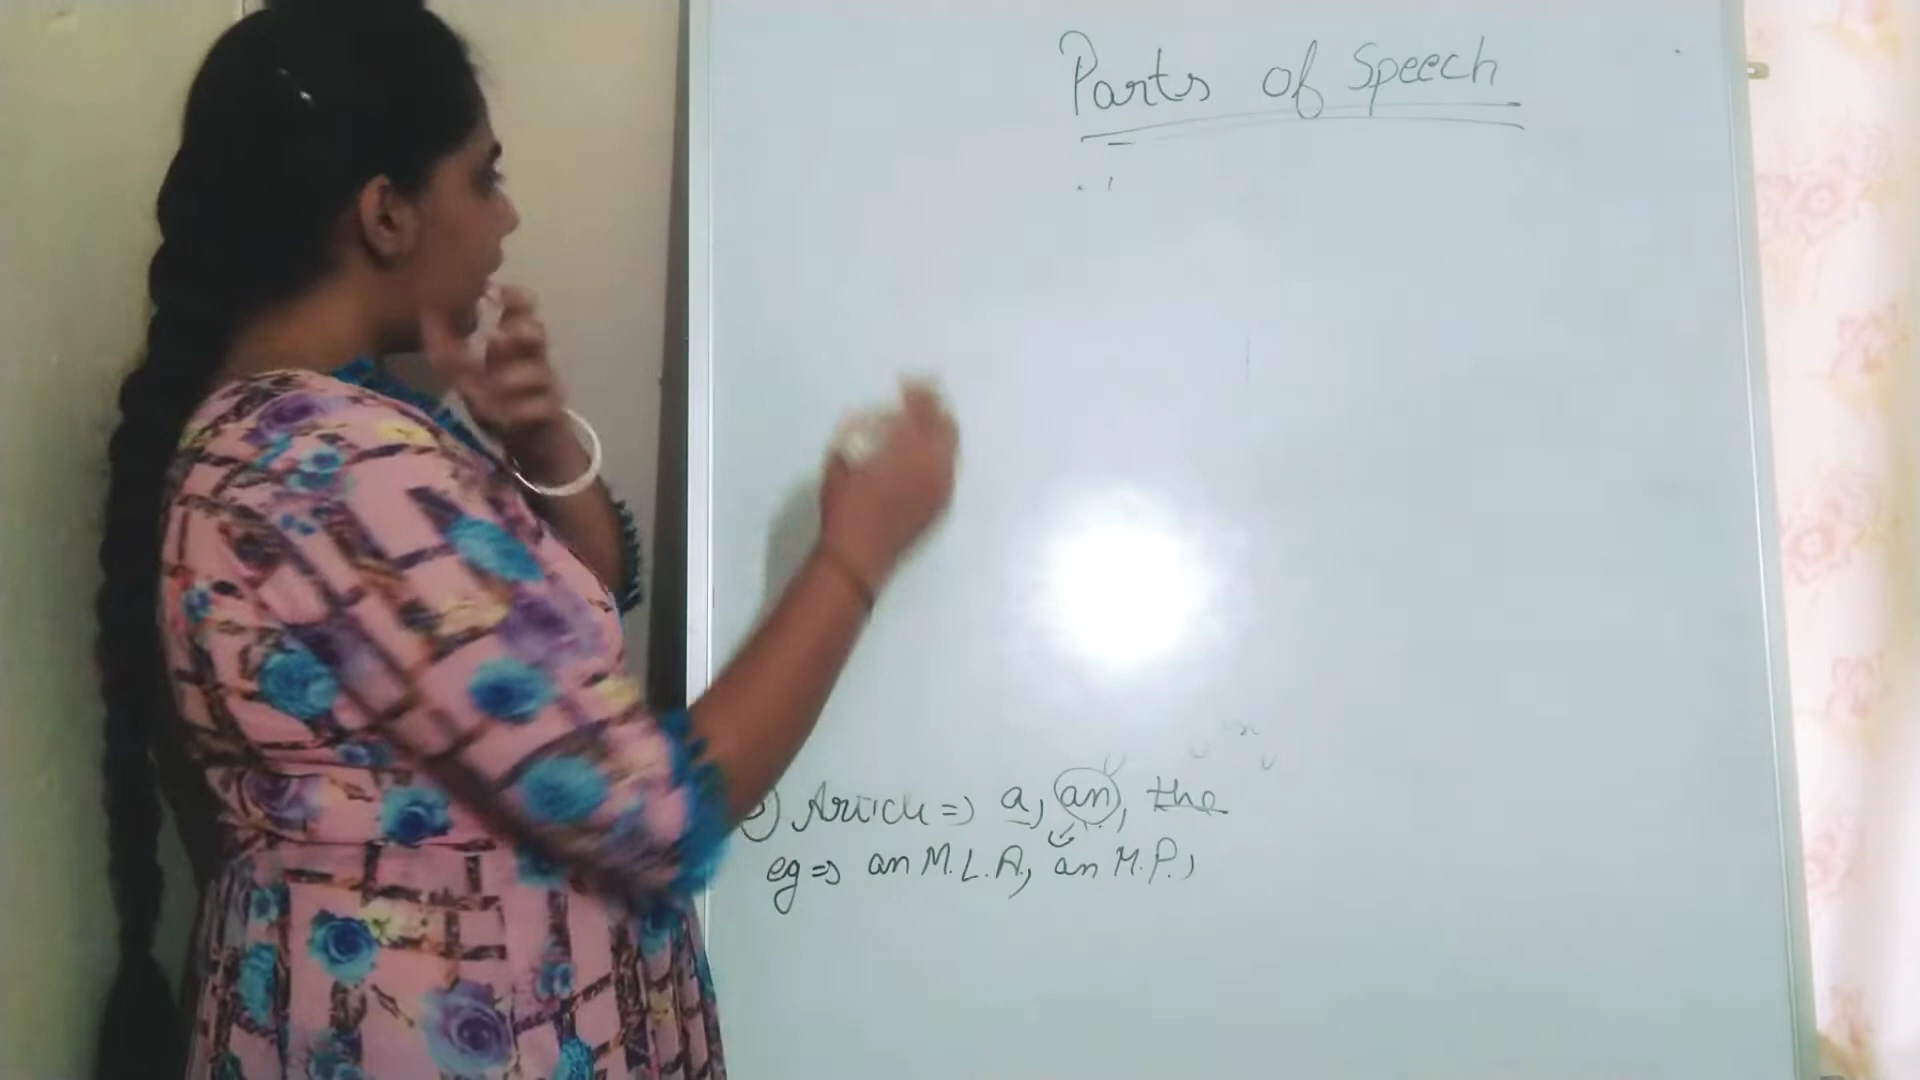 Parts of Speech
Article => a, an, the
eg => an M.L.A, an M.P,